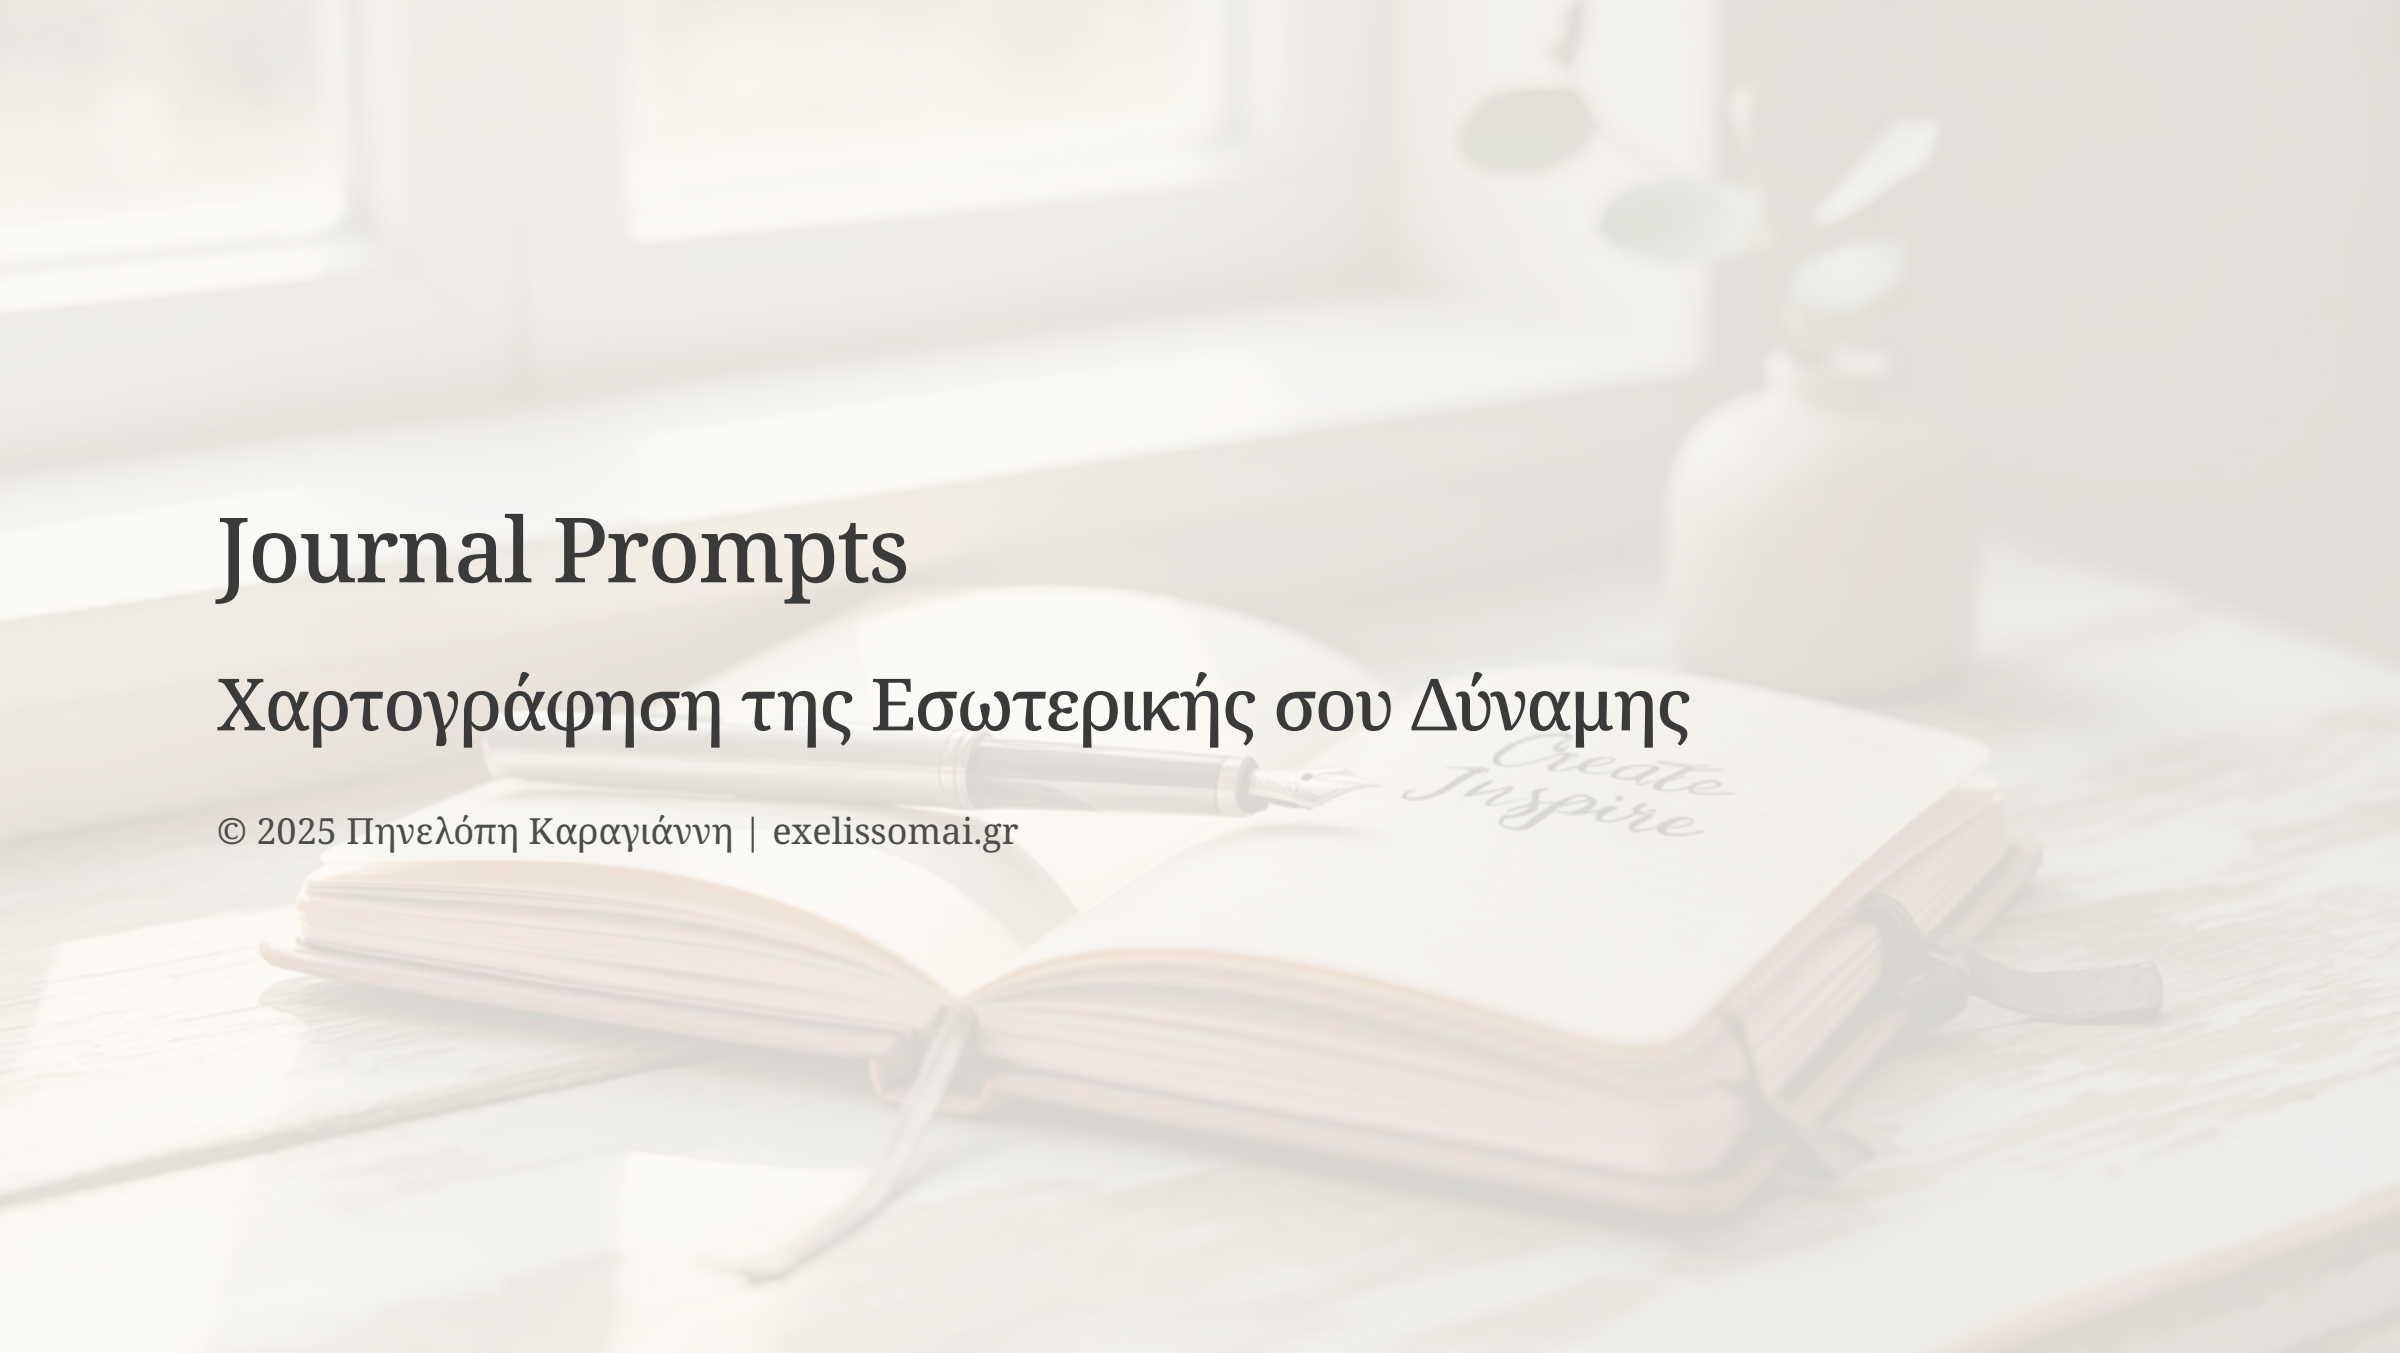 Journal Prompts
Χαρτογράφηση της Εσωτερικής σου Δύναμης
Create
Inspire
© 2025 Πηνελόπη Καραγιάννη | exelissomai.gr